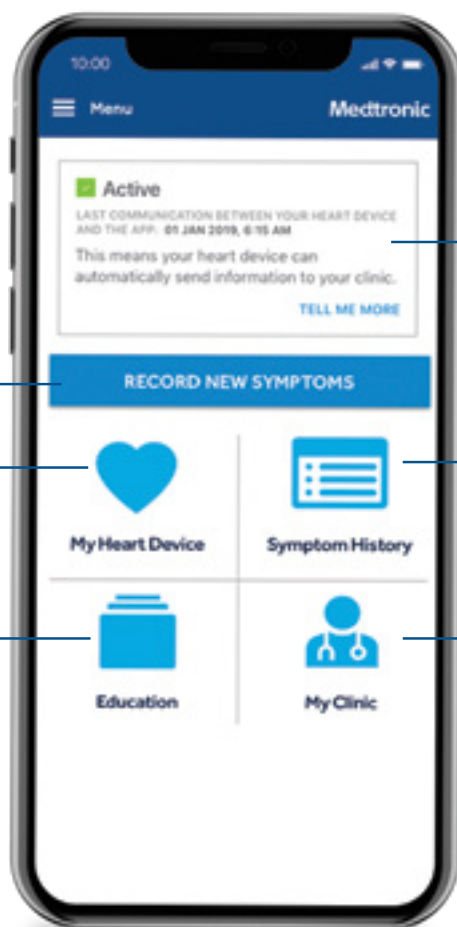 10:00
Menu
Medtronic
Active
LAST COMMUNICATION BETWEEN YOUR HEART DEVICE
AND THE APP: 01 JAN 2019, 6:15 AM
This means your heart device can
automatically send information to your clinic.
TELL ME MORE
RECORD NEW SYMPTOMS
My Heart Device
Symptom History
Education
My Clinic